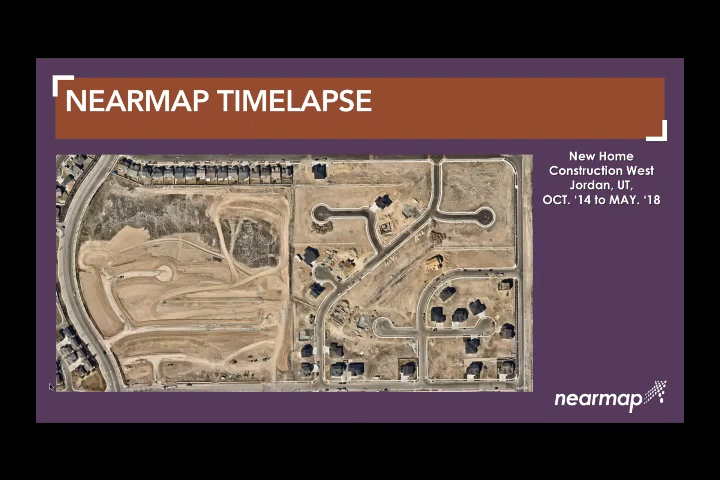 NEARMAP TIMELAPSE
New Home
Construction West
Jordan, UT,
OCT. '14 to MAY. '18
nearmap